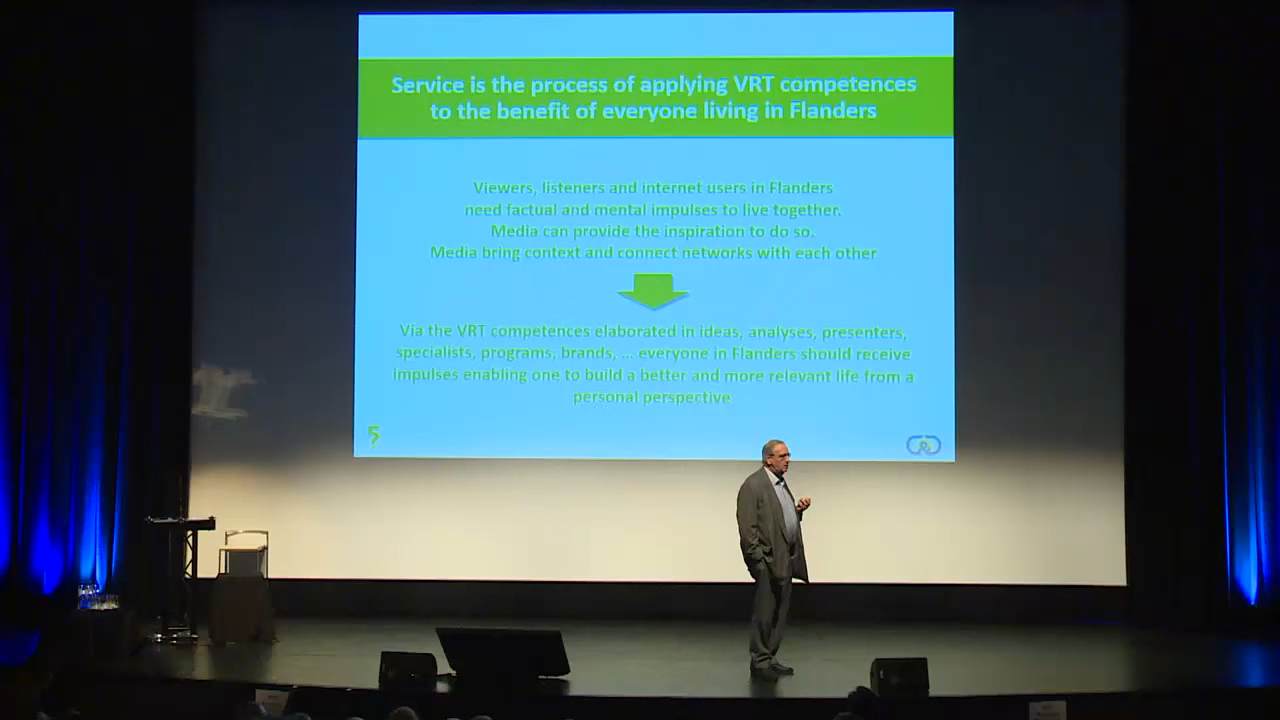 Service is the process of applying VRT competences
to the benefit of everyone living in Flanders
Viewers, listeners and internet users in Flanders
need factual and mental impulses to live together.
Media can provide the inspiration to do so.
Media bring context and connect networks with each other
Via the VRT competences elaborated in ideas, analyses, presenters,
specialists, programs, brands, ... everyone in Flanders should receive
impulses enabling one to build a better and more relevant life from a
personal perspective